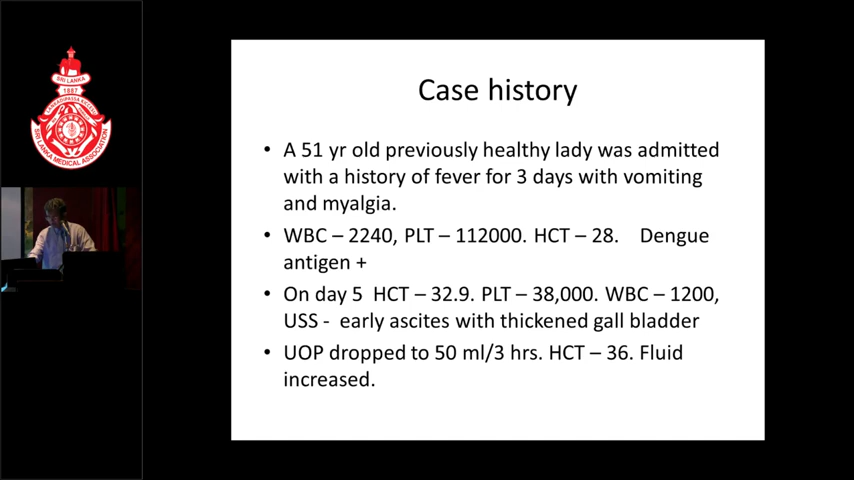 SRI LANKA
1887
SRI LANKA MEDICAL ASSOCIATION
Case history
• A 51 yr old previously healthy lady was admitted
with a history of fever for 3 days with vomiting
and myalgia.
• WBC – 2240, PLT – 112000. HCT – 28. Dengue
antigen +
• On day 5 HCT – 32.9. PLT – 38,000. WBC – 1200,
USS - early ascites with thickened gall bladder
• UOP dropped to 50 ml/3 hrs. HCT – 36. Fluid
increased.